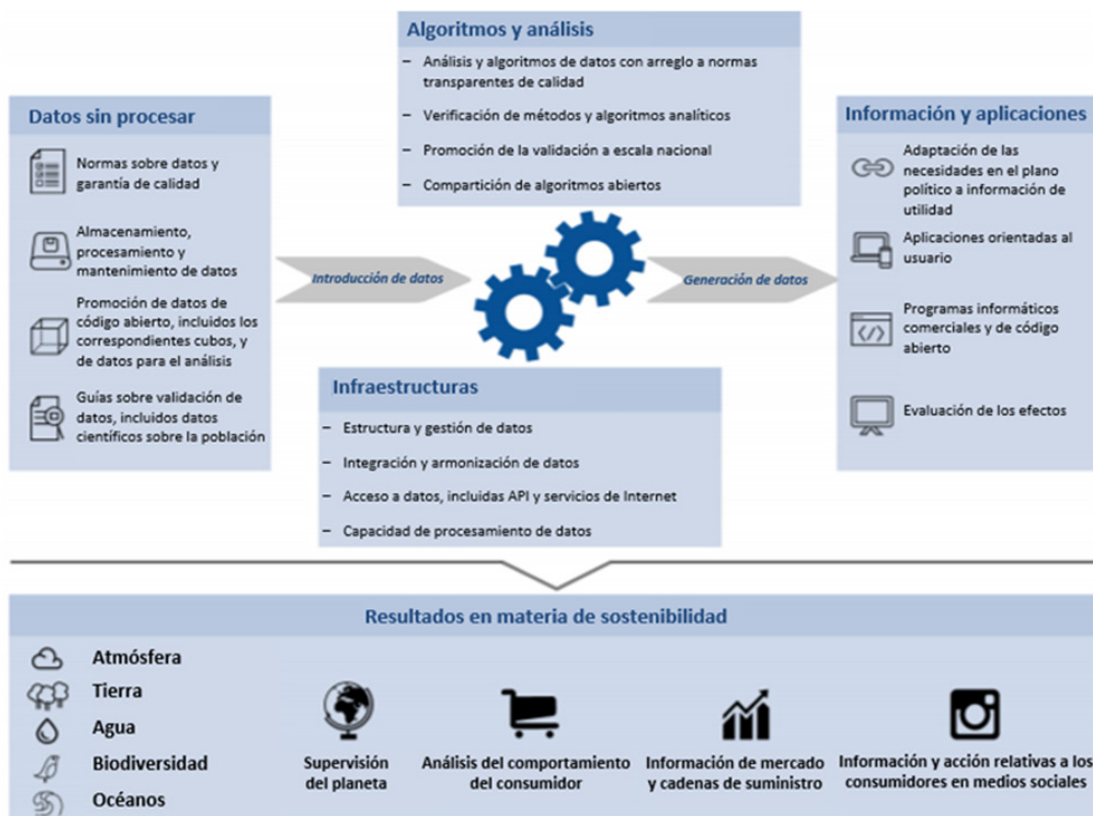 Algoritmos y análisis
– Análisis y algoritmos de datos con arreglo a normas
transparentes de calidad
– Verificación de métodos y algoritmos analíticos
– Promoción de la validación a escala nacional
– Compartición de algoritmos abiertos
Datos sin procesar
Normas sobre datos y
garantía de calidad
Almacenamiento,
procesamiento y
mantenimiento de datos
Promoción de datos de
código abierto, incluidos los
correspondientes cubos, y
de datos para el análisis
Guías sobre validación de
datos, incluidos datos
científicos sobre la población
Introducción de datos
Generación de datos
Información y aplicaciones
Adaptación de las
necesidades en el plano
político a información de
utilidad
Aplicaciones orientadas al
usuario
Programas informáticos
comerciales y de código
abierto
Evaluación de los efectos
Infraestructuras
– Estructura y gestión de datos
– Integración y armonización de datos
– Acceso a datos, incluidas API y servicios de Internet
– Capacidad de procesamiento de datos
Resultados en materia de sostenibilidad
Atmósfera
Tierra
Agua
Biodiversidad
Océanos
Supervisión
del planeta
Análisis del comportamiento
del consumidor
Información de mercado
y cadenas de suministro
Información y acción relativas a los
consumidores en medios sociales